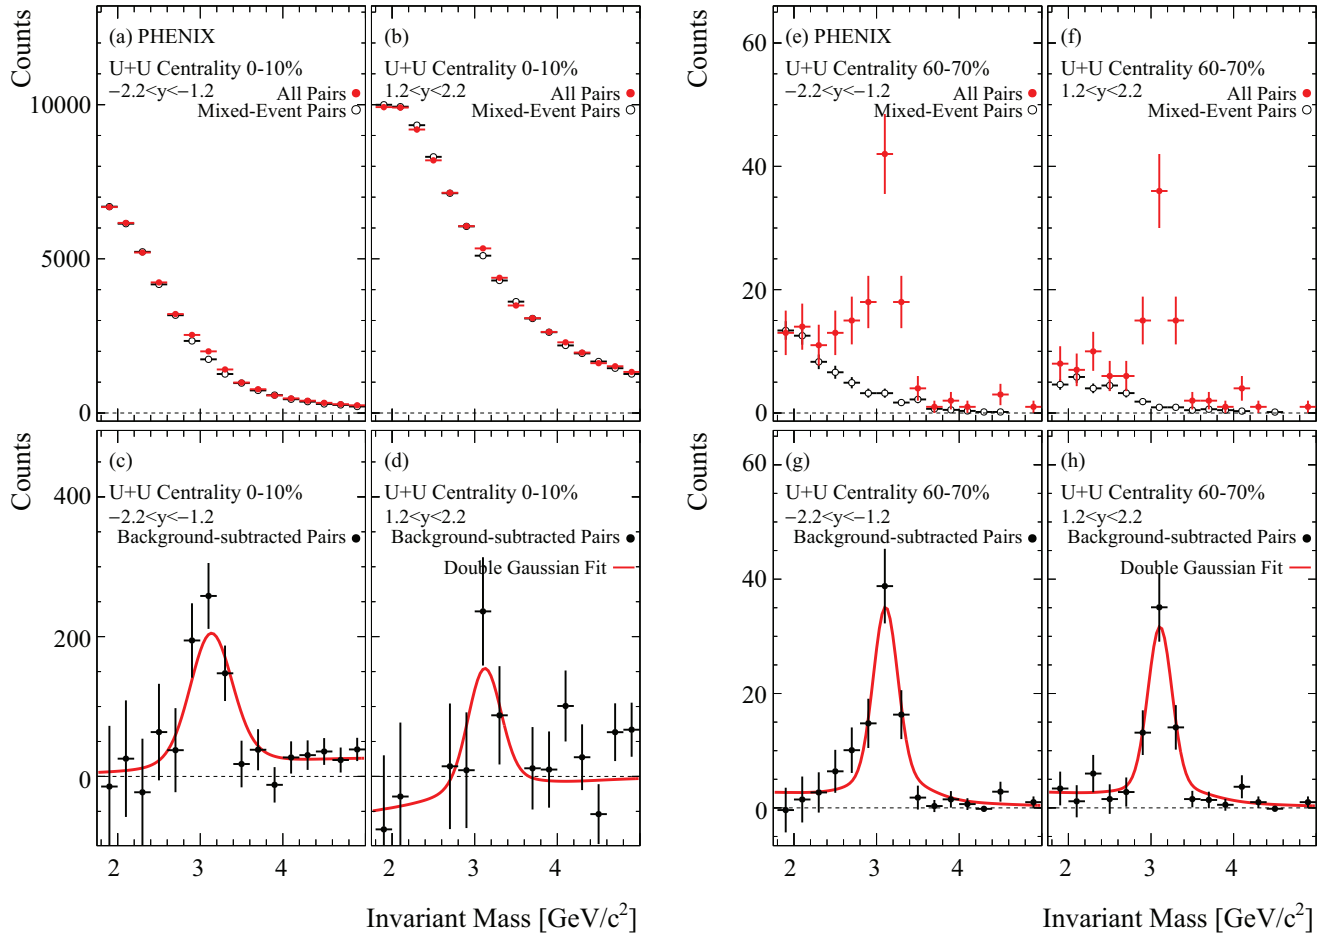 Counts
(a) PHENIX
U+U Centrality 0-10%
−2.2<y<−1.2
All Pairs
Mixed-Event Pairs
10000
5000
0
(b)
U+U Centrality 0-10%
1.2<y<2.2
All Pairs
Mixed-Event Pairs
Counts
(c)
U+U Centrality 0-10%
−2.2<y<−1.2
Background-subtracted Pairs
400
200
0
2
3
4
(d)
U+U Centrality 0-10%
1.2<y<2.2
Background-subtracted Pairs
Double Gaussian Fit
2
3
4
Invariant Mass [GeV/c²]
Counts
(e) PHENIX
U+U Centrality 60-70%
−2.2<y<−1.2
All Pairs
Mixed-Event Pairs
60
40
20
0
(f)
U+U Centrality 60-70%
1.2<y<2.2
All Pairs
Mixed-Event Pairs
Counts
(g)
U+U Centrality 60-70%
−2.2<y<−1.2
Background-subtracted Pairs
60
40
20
0
2
3
4
(h)
U+U Centrality 60-70%
1.2<y<2.2
Background-subtracted Pairs
Double Gaussian Fit
2
3
4
Invariant Mass [GeV/c²]